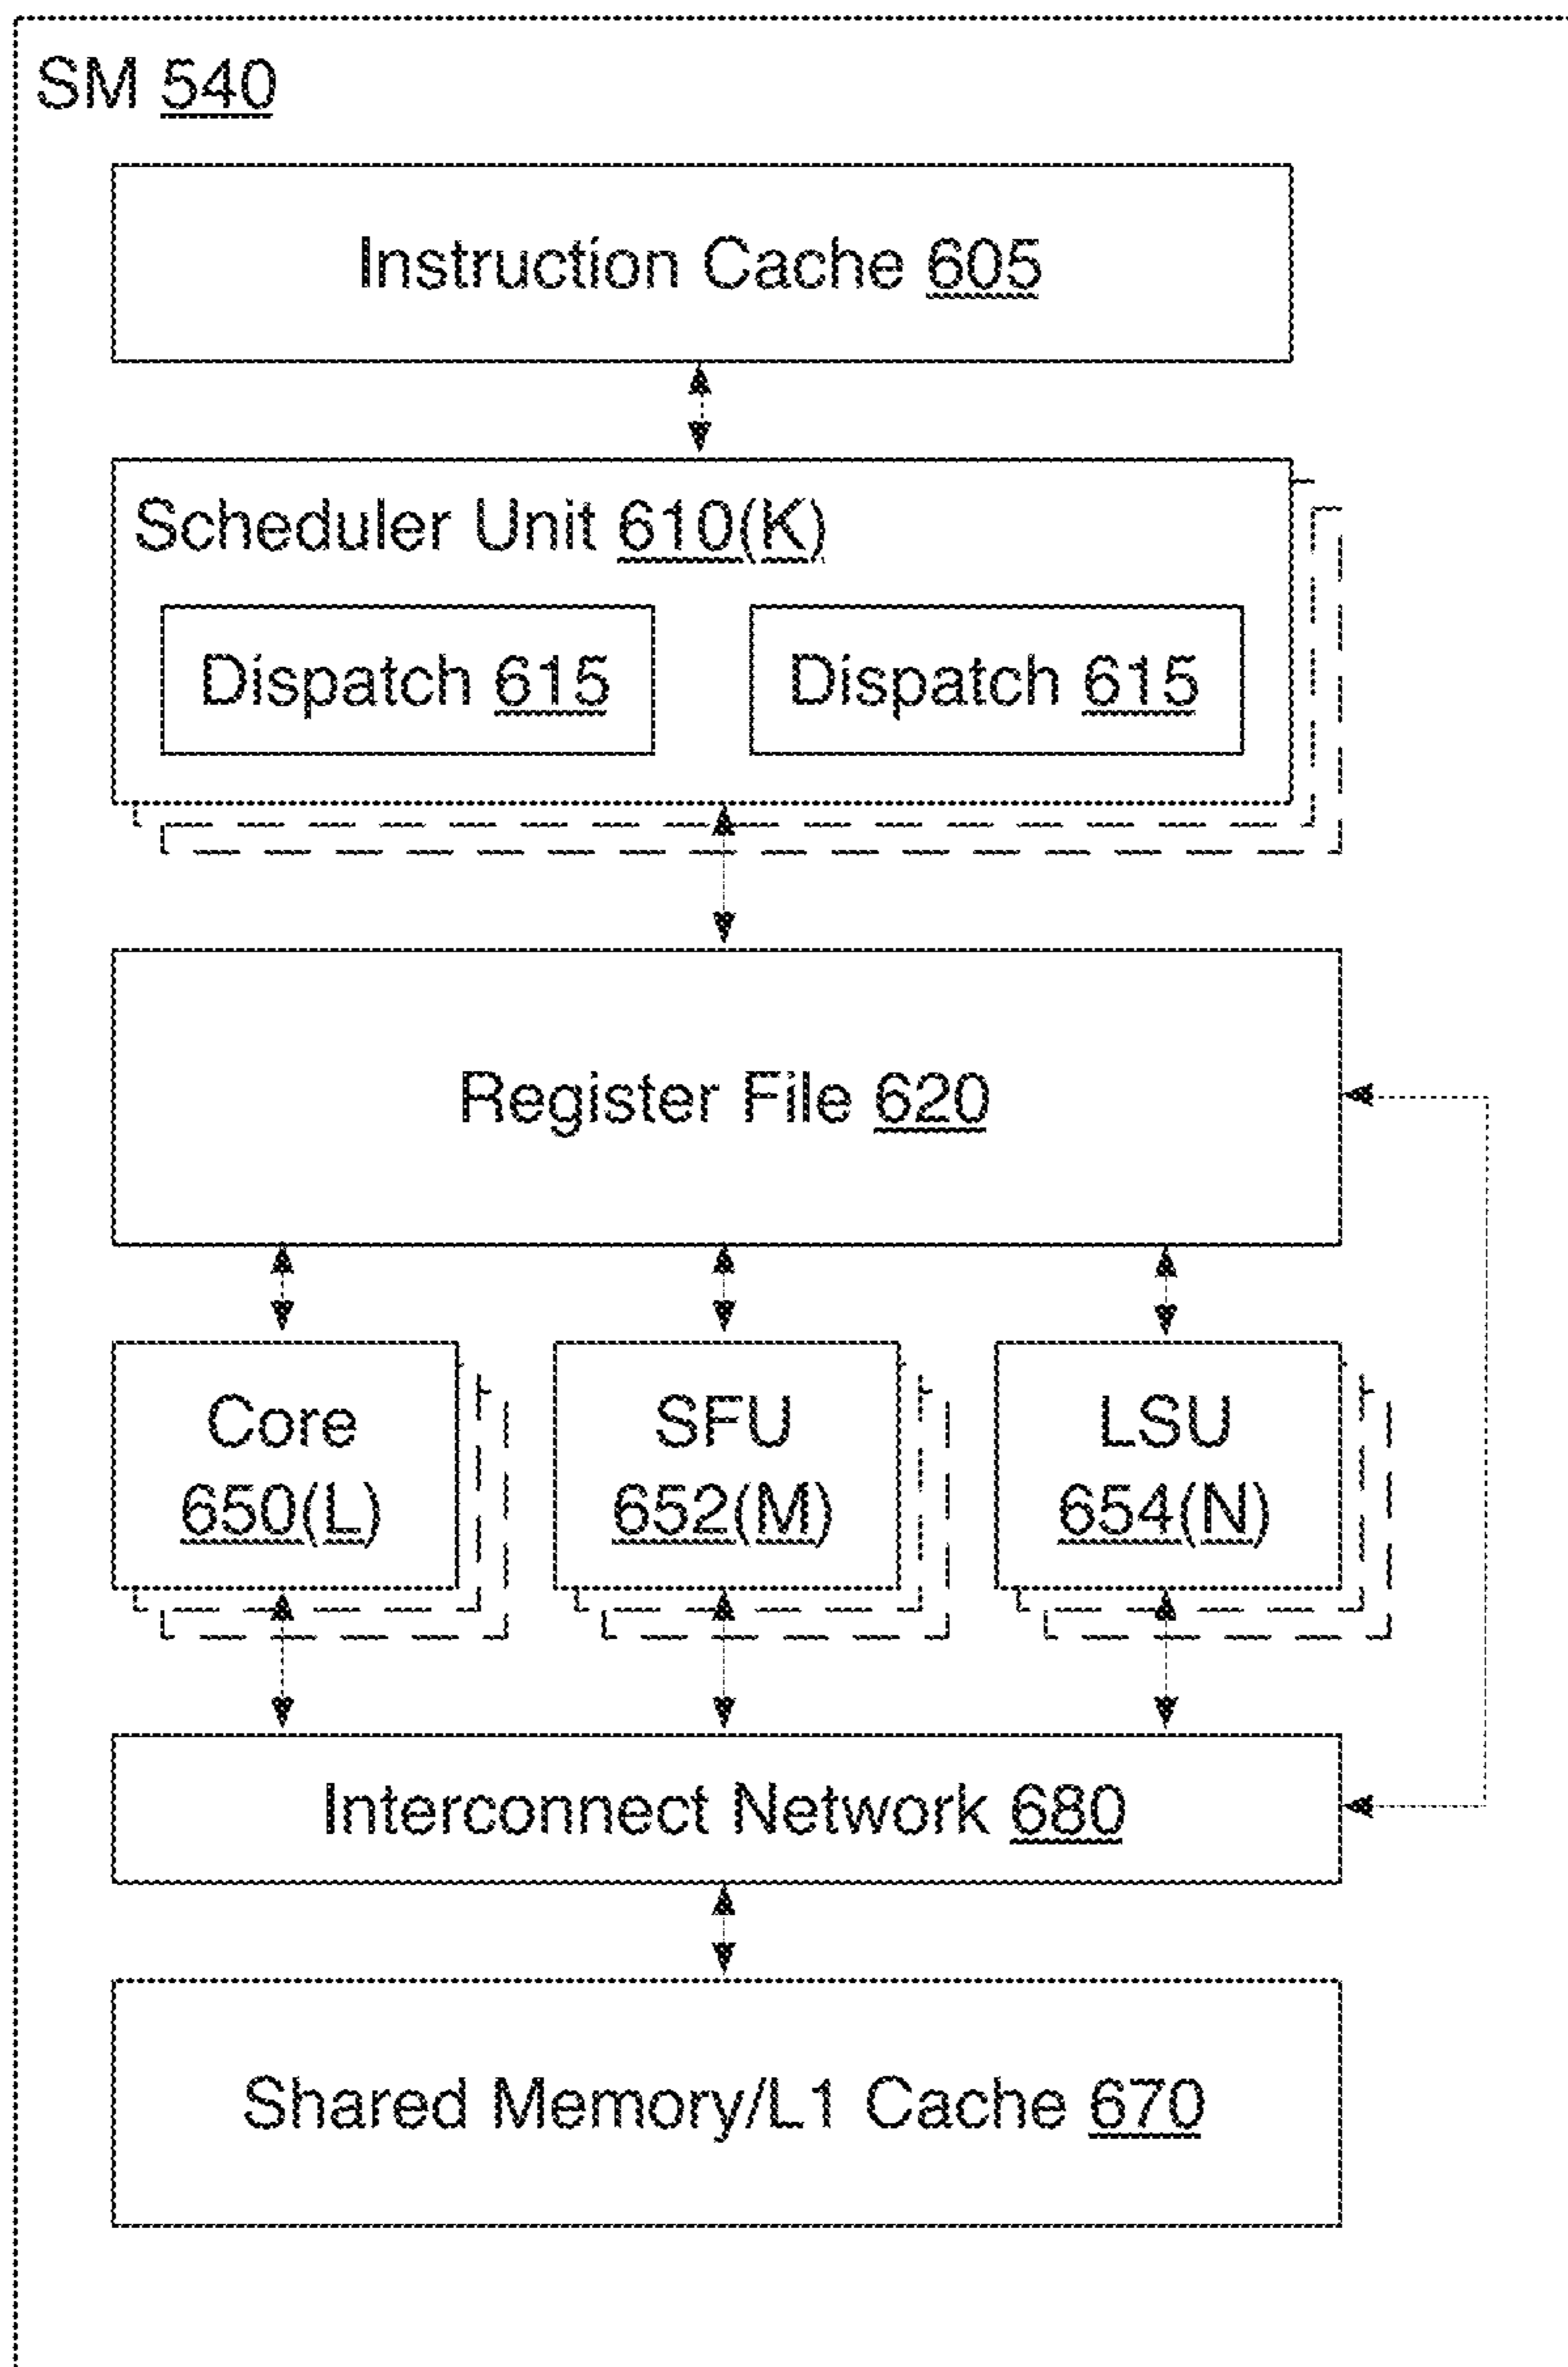 SM 540
Instruction Cache 605
Scheduler Unit 610(K)
Dispatch 615
Dispatch 615
Register File 620
Core
650(L)
SFU
652(M)
LSU
654(N)
Interconnect Network 680
Shared Memory/L1 Cache 670